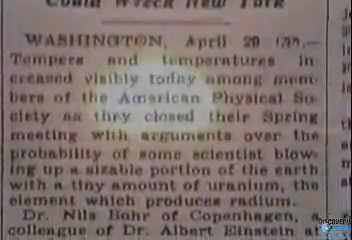 Could Wreck New York
WASHINGTON, April 29 (AP).—
Tempers and temperatures in-
creased visibly today among mem-
bers of the American Physical So-
ciety as they closed their Spring
meeting with arguments over the
probability of some scientist blow-
ing up a sizable portion of the earth
with a tiny amount of uranium, the
element which produces radium.
Dr. Nils Bohr of Copenhagen, a
colleague of Dr. Albert Einstein at
DISCOVERY